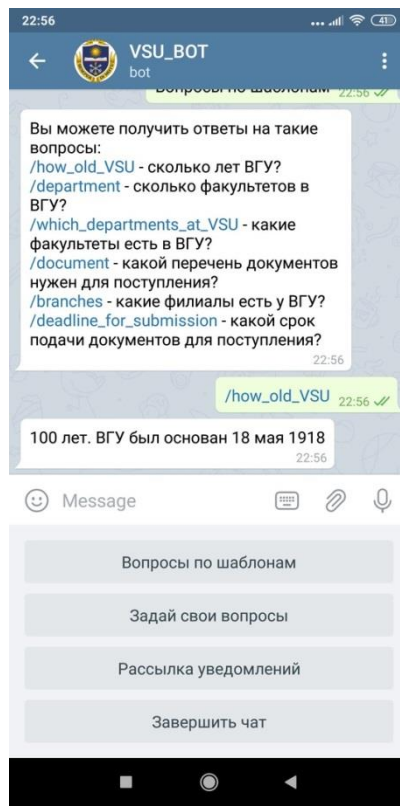 22:56
41
VSU_BOT
bot
Вопросы по шаблонам 22:56
Вы можете получить ответы на такие
вопросы:
/how_old_VSU - сколько лет ВГУ?
/department - сколько факультетов в
ВГУ?
/which_departments_at_VSU - какие
факультеты есть в ВГУ?
/document - какой перечень документов
нужен для поступления?
/branches - какие филиалы есть у ВГУ?
/deadline_for_submission - какой срок
подачи документов для поступления?
22:56
/how_old_VSU 22:56
100 лет. ВГУ был основан 18 мая 1918
22:56
Message
Вопросы по шаблонам
Задай свои вопросы
Рассылка уведомлений
Завершить чат